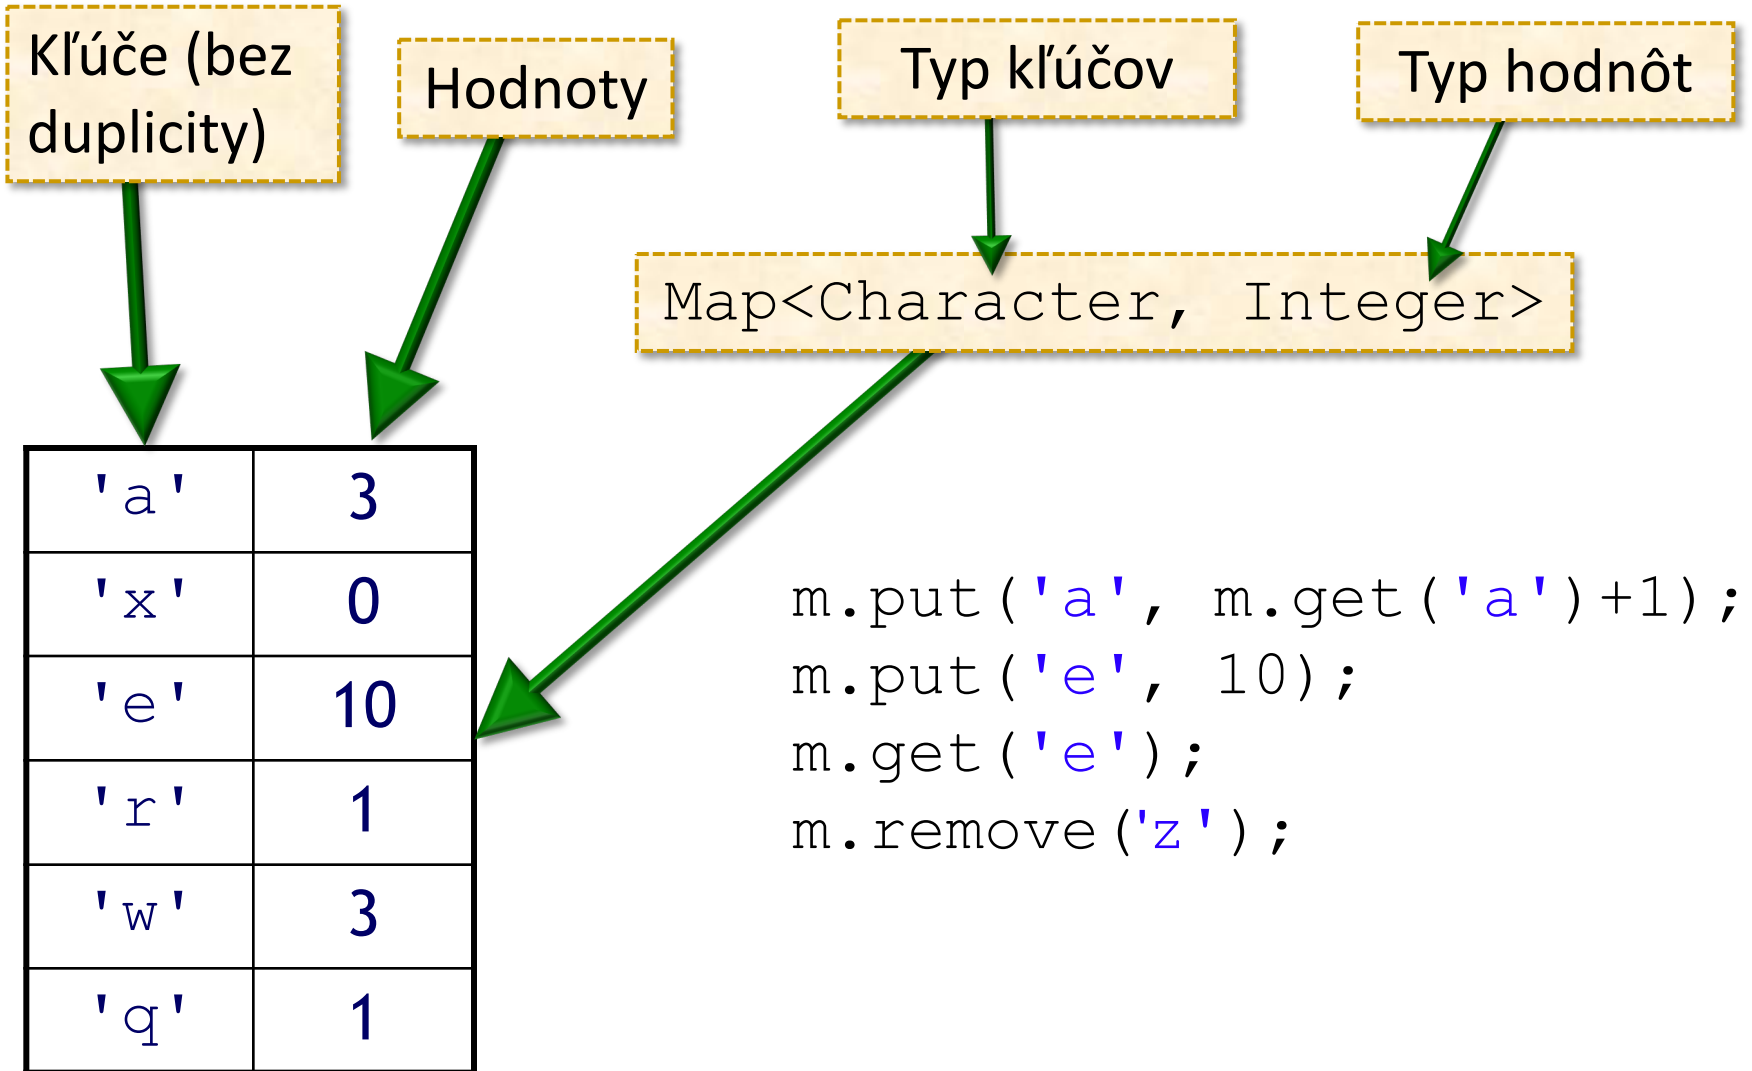 Kľúče (bez
duplicity)
Hodnoty
Typ kľúčov
Typ hodnôt
Map<Character, Integer>
'a' 3
'x' 0
'e' 10
'r' 1
'w' 3
'q' 1
m.put('a', m.get('a')+1);
m.put('e', 10);
m.get('e');
m.remove('z');